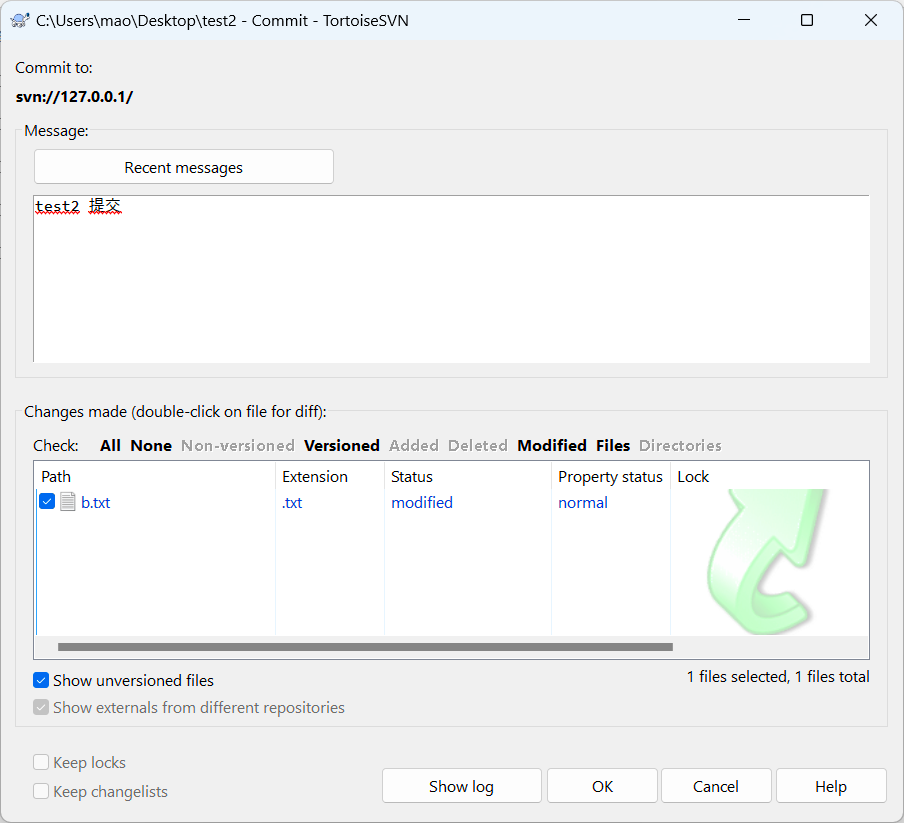 C:\Users\mao\Desktop\test2 - Commit - TortoiseSVN
Commit to:
svn://127.0.0.1/
Message:
Recent messages
test2 提交
Changes made (double-click on file for diff):
Check: All None Non-versioned Versioned Added Deleted Modified Files Directories
Path Extension Status Property status Lock
b.txt .txt modified normal
Show unversioned files
1 files selected, 1 files total
Show externals from different repositories
Keep locks
Keep changelists
Show log OK Cancel Help